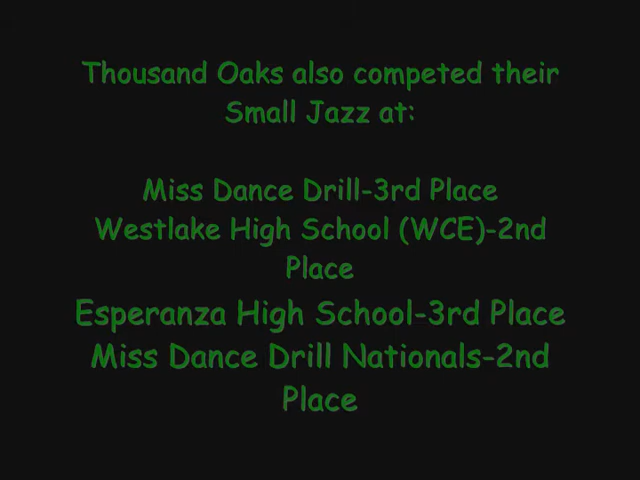 Thousand Oaks also competed their
Small Jazz at:
Miss Dance Drill-3rd Place
Westlake High School (WCE)-2nd
Place
Esperanza High School-3rd Place
Miss Dance Drill Nationals-2nd
Place